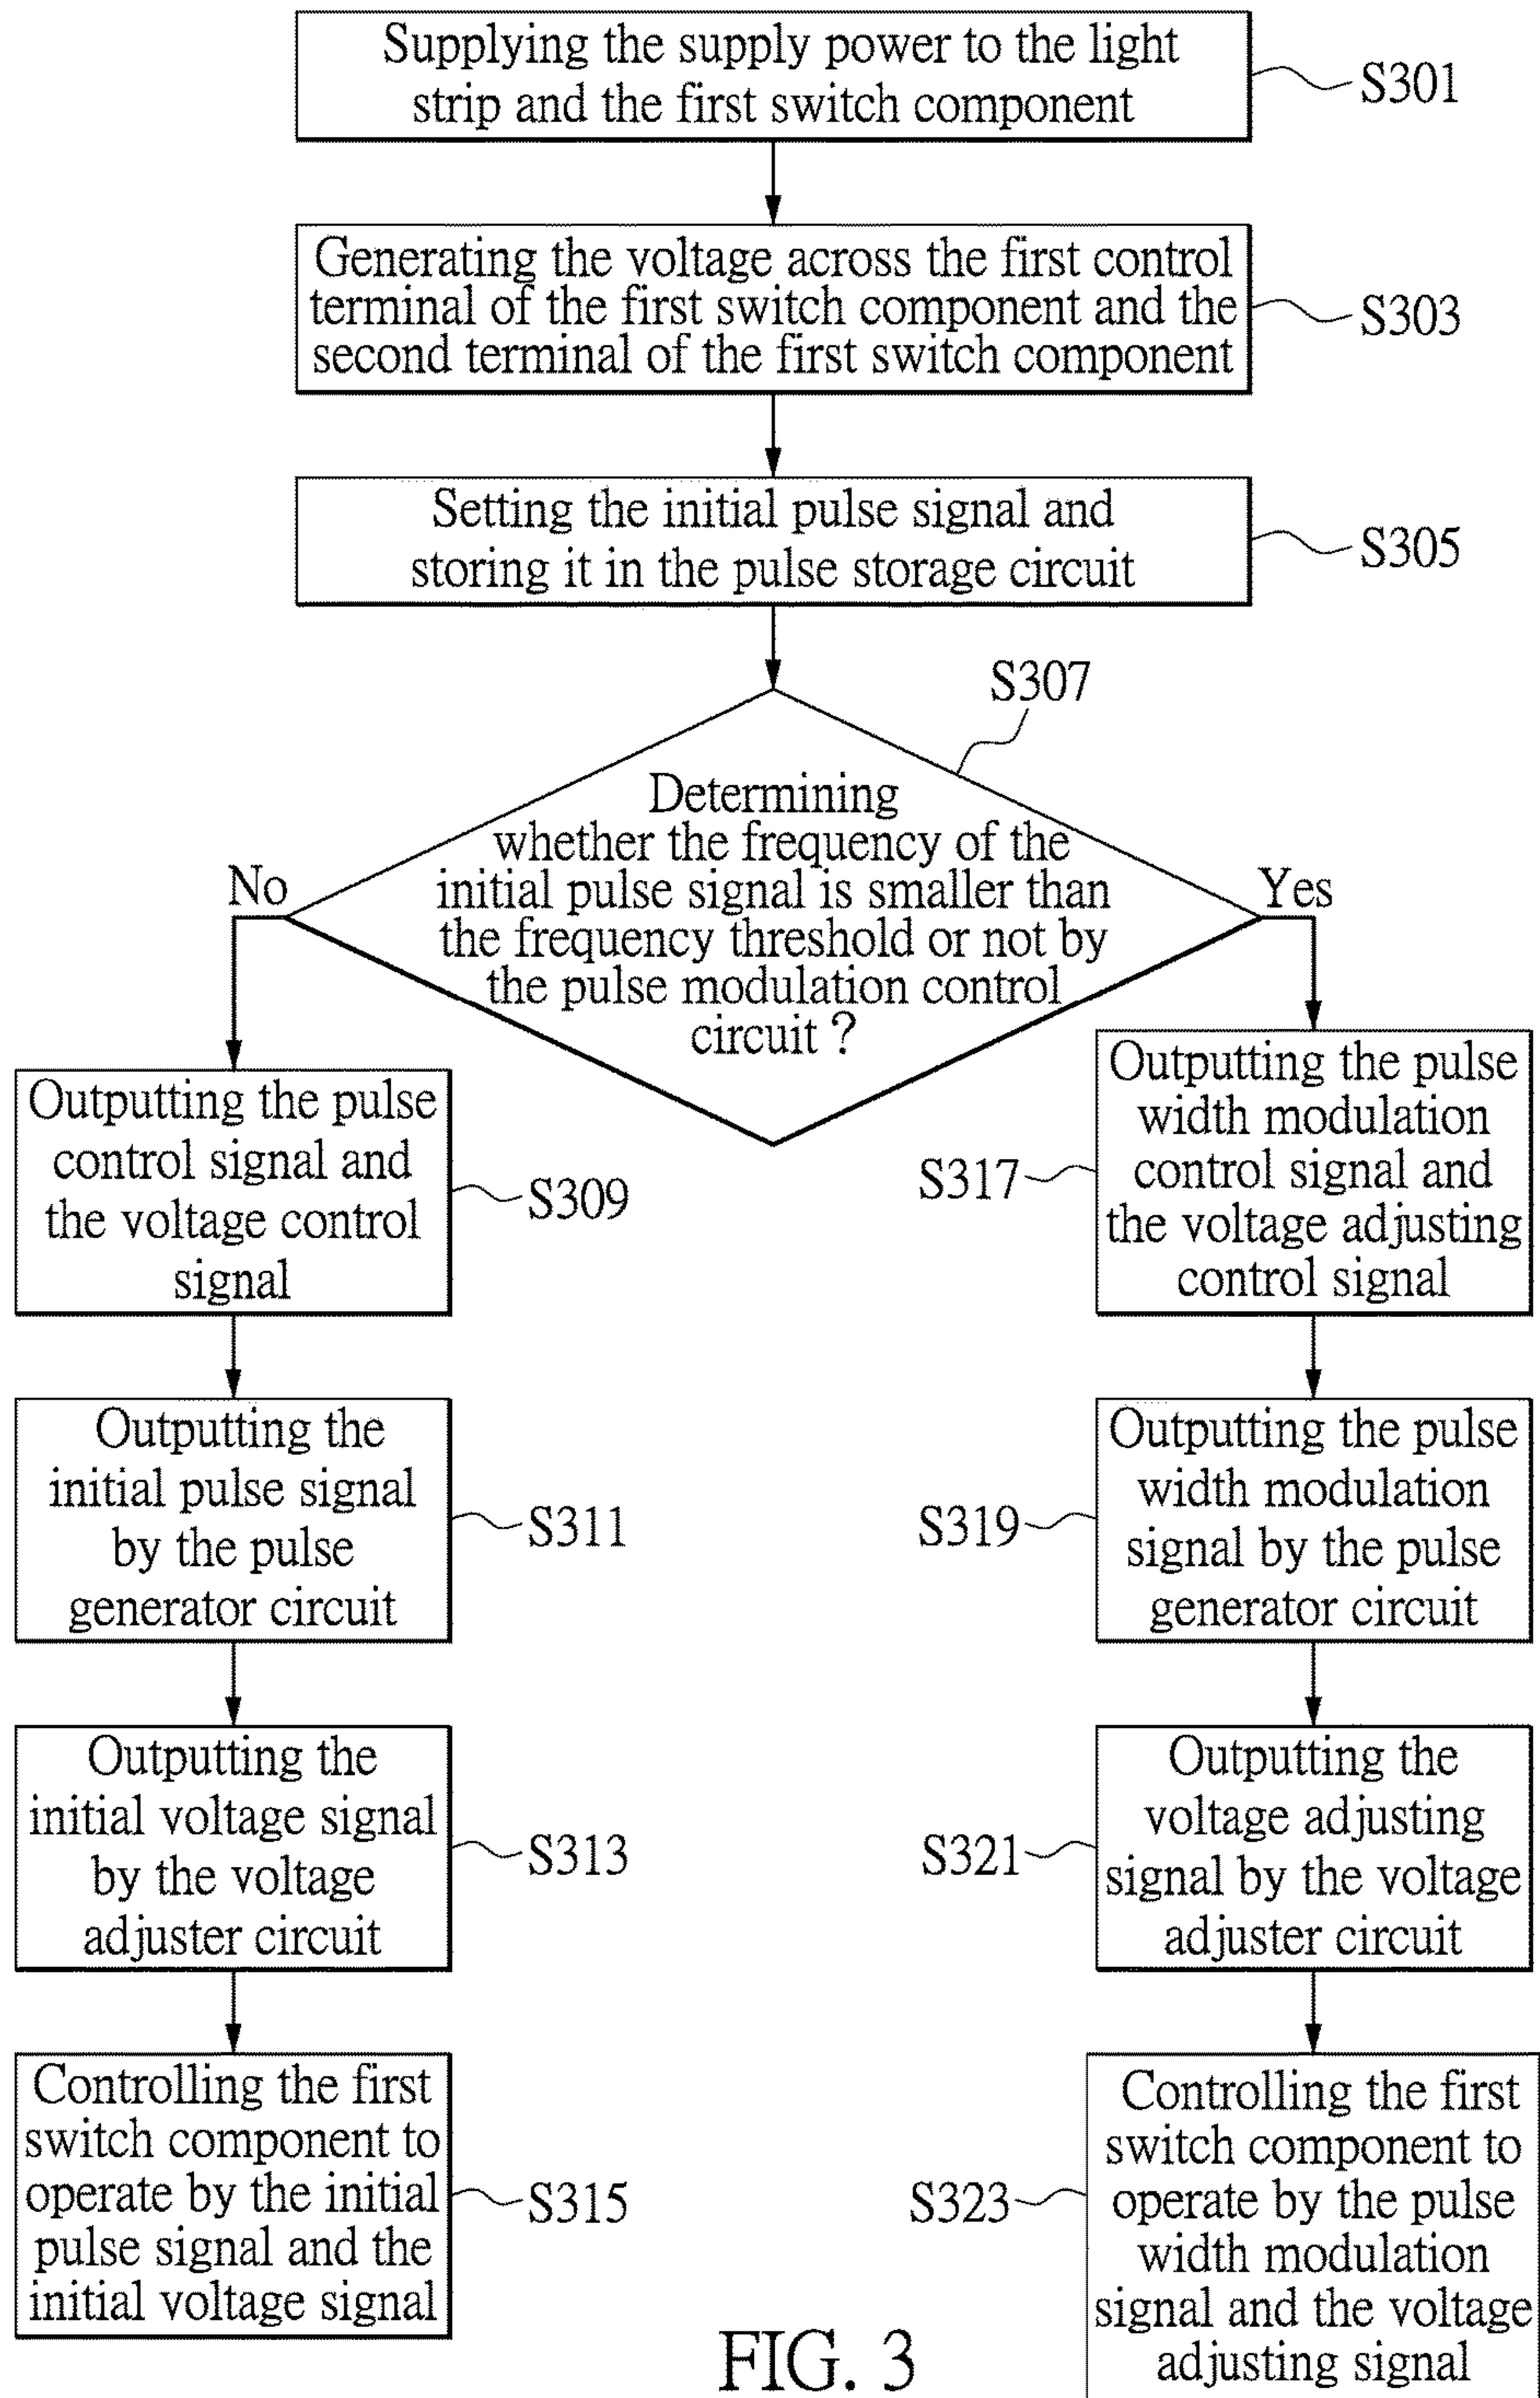 Supplying the supply power to the light
strip and the first switch component
S301
Generating the voltage across the first control
terminal of the first switch component and the
second terminal of the first switch component
S303
Setting the initial pulse signal and
storing it in the pulse storage circuit
S305
S307
Determining
whether the frequency of the
initial pulse signal is smaller than
the frequency threshold or not by
the pulse modulation control
circuit ?
No
Yes
Outputting the pulse
control signal and
the voltage control
signal
S309
Outputting the
initial pulse signal
by the pulse
generator circuit
S311
Outputting the
initial voltage signal
by the voltage
adjuster circuit
S313
Controlling the first
switch component to
operate by the initial
pulse signal and the
initial voltage signal
S315
Outputting the pulse
width modulation
control signal and
the voltage adjusting
control signal
S317
Outputting the pulse
width modulation
signal by the pulse
generator circuit
S319
Outputting the
voltage adjusting
signal by the voltage
adjuster circuit
S321
Controlling the first
switch component to
operate by the pulse
width modulation
signal and the voltage
adjusting signal
S323
FIG. 3